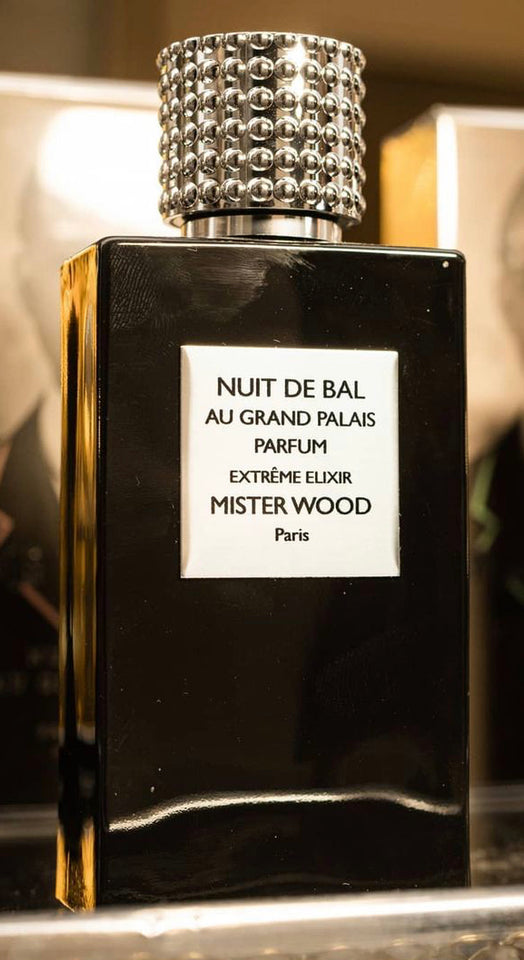 NUIT DE BAL
AU GRAND PALAIS
PARFUM
EXTRÊME ELIXIR
MISTER WOOD
Paris